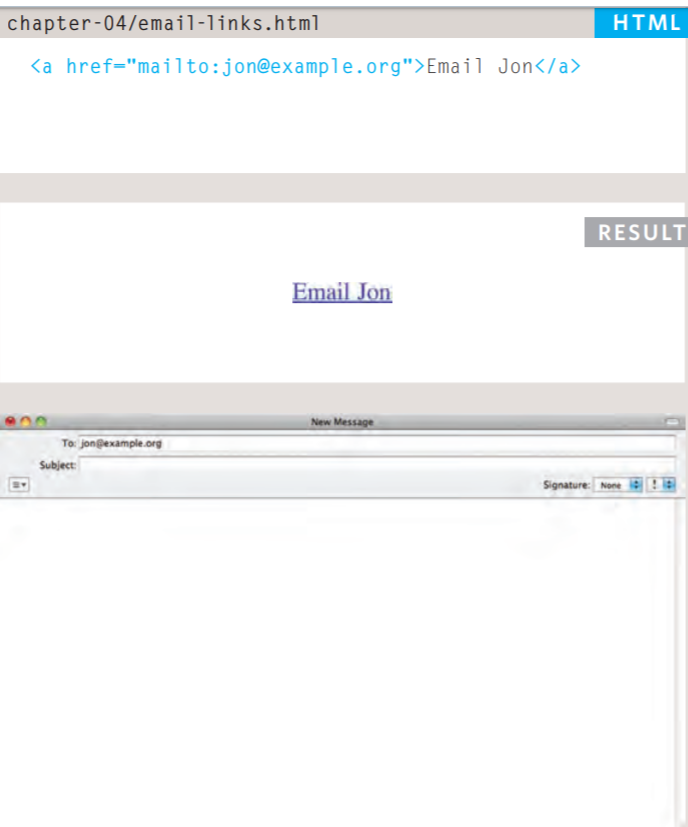 chapter-04/email-links.html HTML
<a href="mailto:jon@example.org">Email Jon</a>
RESULT
Email Jon
New Message
To: jon@example.org
Subject:
Signature: None !